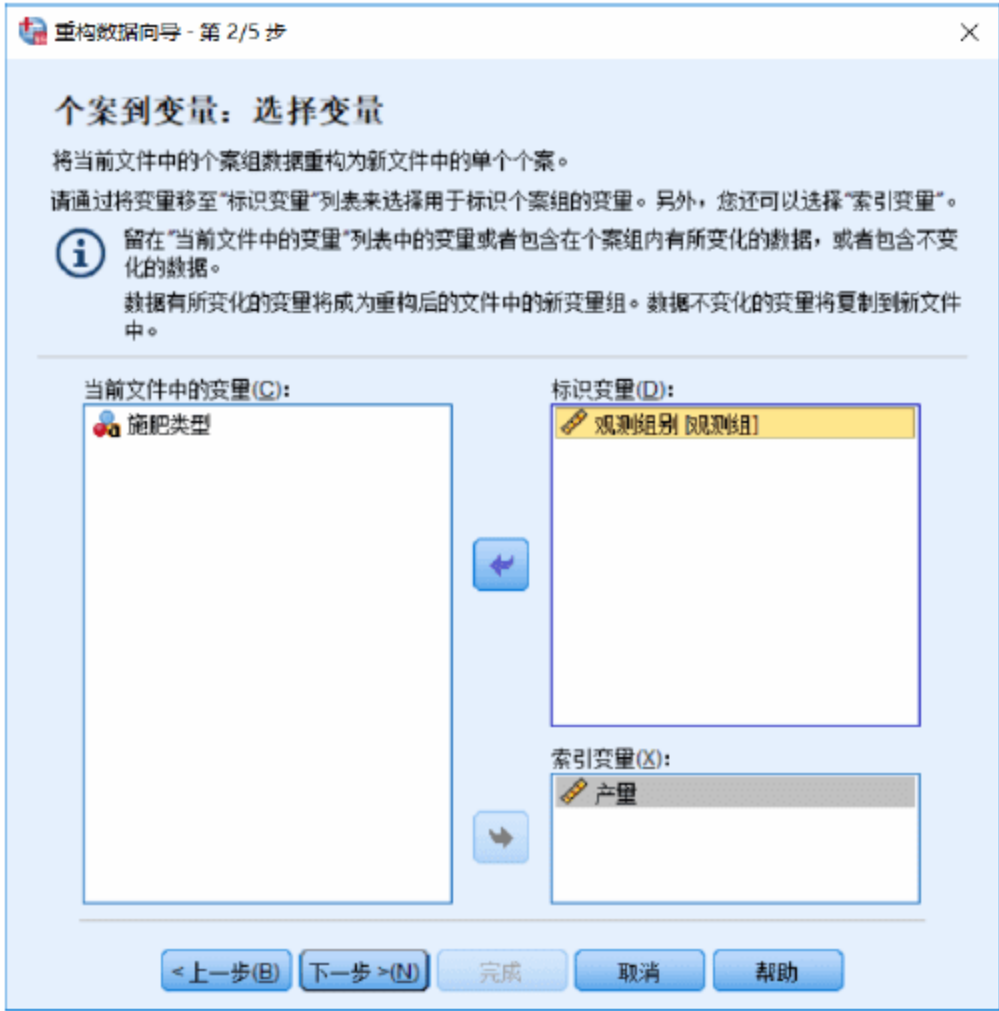 重构数据向导 - 第 2/5 步
个案到变量：选择变量
将当前文件中的个案组数据重构为新文件中的单个个案。
请通过将变量移至“标识变量”列表来选择用于标识个案组的变量。另外，您还可以选择“索引变量”。
留在“当前文件中的变量”列表中的变量或者包含在个案组内有所变化的数据，或者包含不变
化的数据。
数据有所变化的变量将成为重构后的文件中的新变量组。数据不变化的变量将复制到新文件
中。
当前文件中的变量(C)：
施肥类型
标识变量(D)：
观测组别 [观测组]
索引变量(X)：
产量
<上一步(B)
下一步 >(N)
完成
取消
帮助